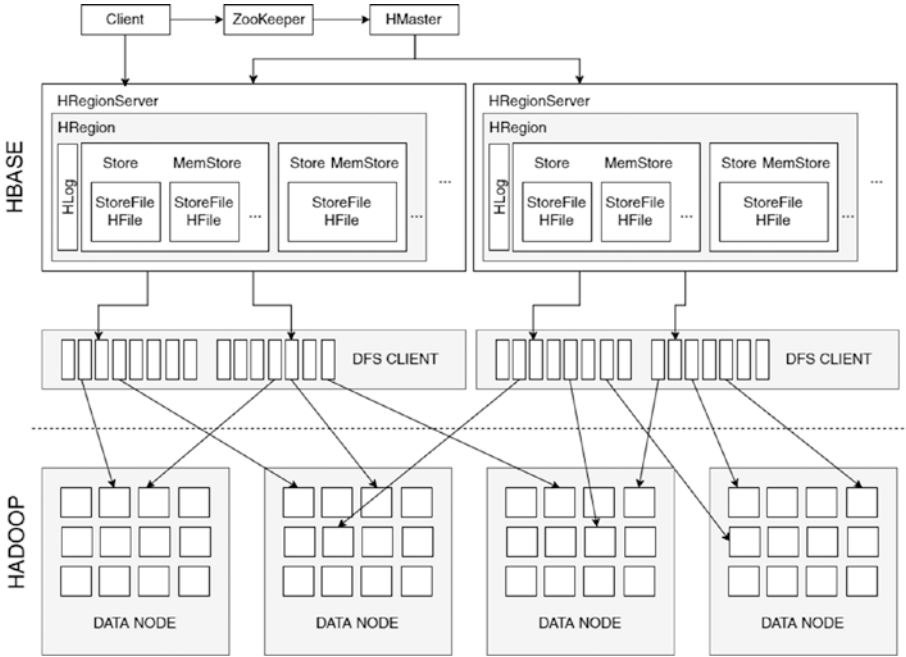 Client
ZooKeeper
HMaster
HBASE
HRegionServer
HRegion
HLog
Store
MemStore
StoreFile
HFile
StoreFile
HFile
...
Store MemStore
StoreFile
HFile
...
...
HRegionServer
HRegion
HLog
Store
MemStore
StoreFile
HFile
StoreFile
HFile
...
Store MemStore
StoreFile
HFile
...
...
DFS CLIENT
DFS CLIENT
HADOOP
DATA NODE
DATA NODE
DATA NODE
DATA NODE